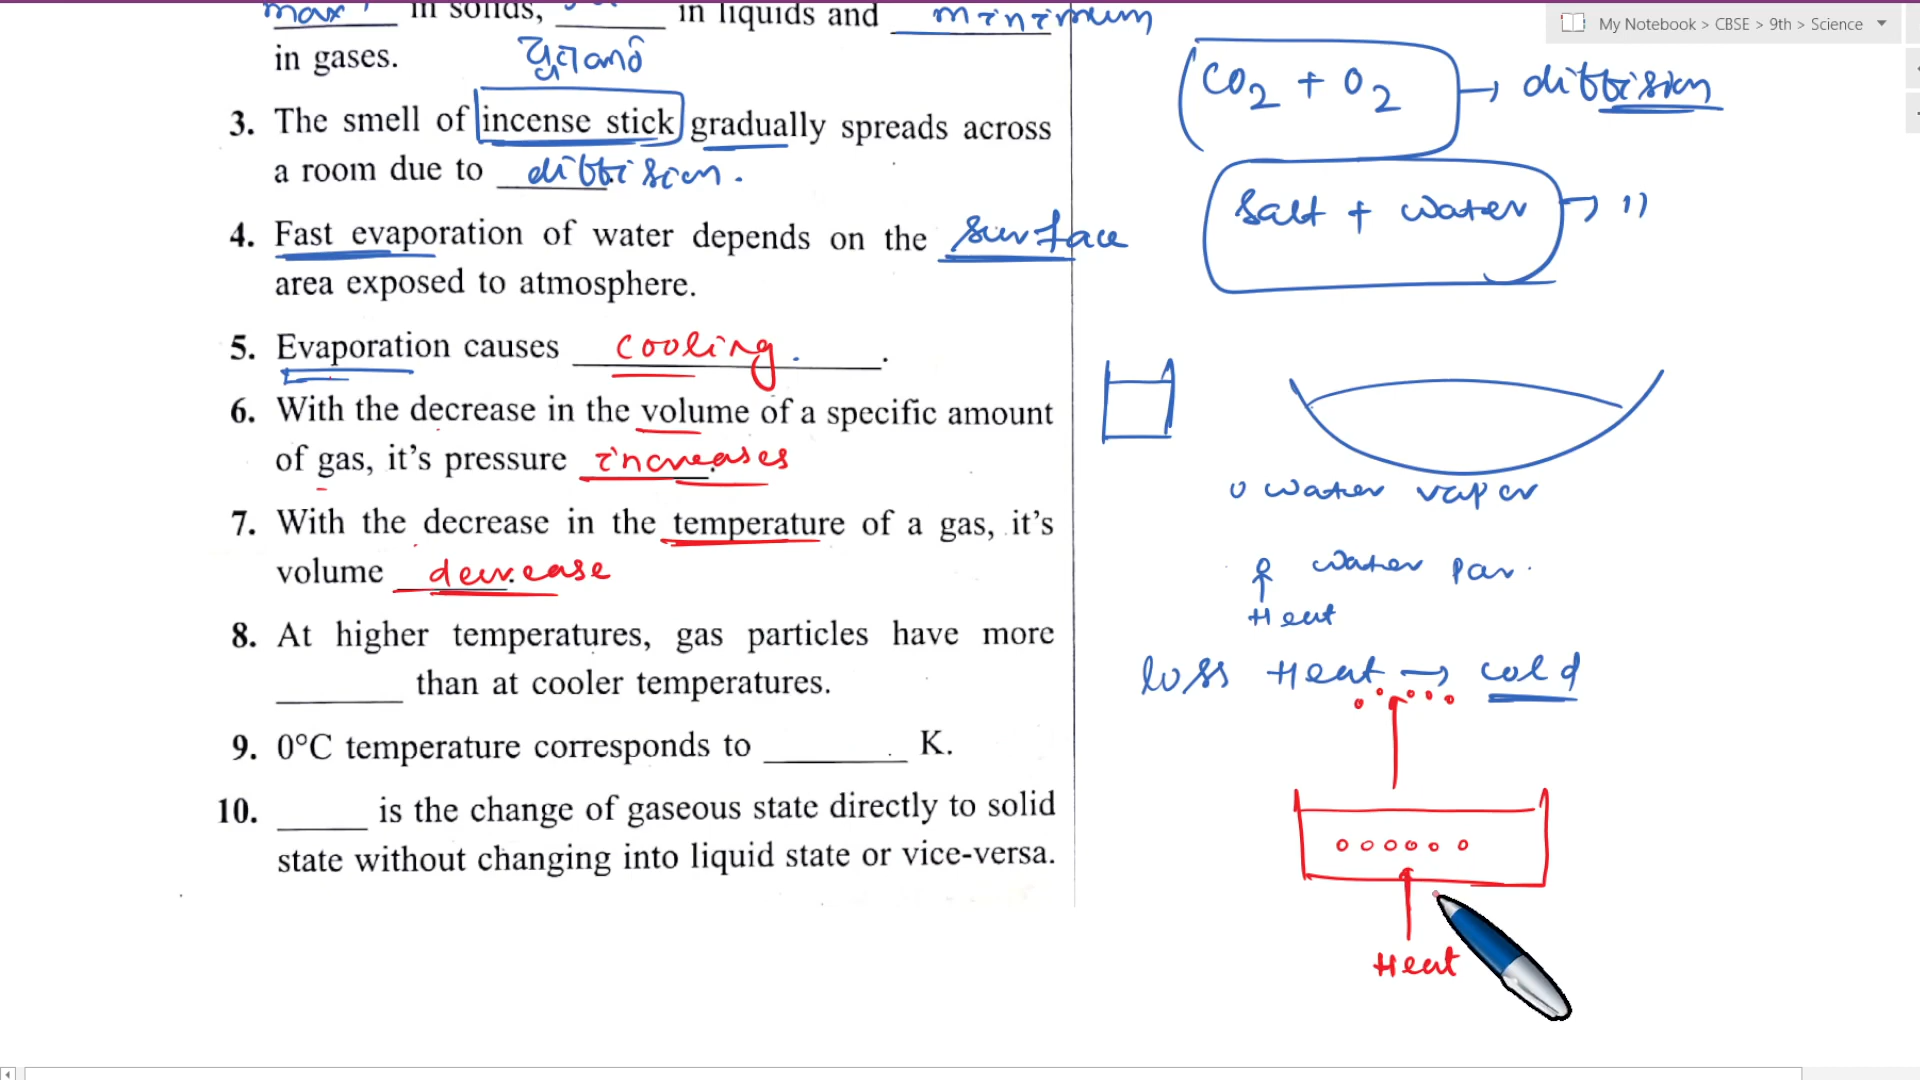 in solids, in liquids and minimum
in gases.
3. The smell of incense stick gradually spreads across
a room due to diffision.
4. Fast evaporation of water depends on the surface
area exposed to atmosphere.
5. Evaporation causes cooling.
6. With the decrease in the volume of a specific amount
of gas, it's pressure increases
7. With the decrease in the temperature of a gas, it's
volume decrease
8. At higher temperatures, gas particles have more
than at cooler temperatures.
9. 0°C temperature corresponds to K.
10. is the change of gaseous state directly to solid
state without changing into liquid state or vice-versa.
My Notebook > CBSE > 9th > Science
CO2 + O2 → diffision
Salt + water → "
water vaper
water par.
Heat
loss Heat → cold
Heat